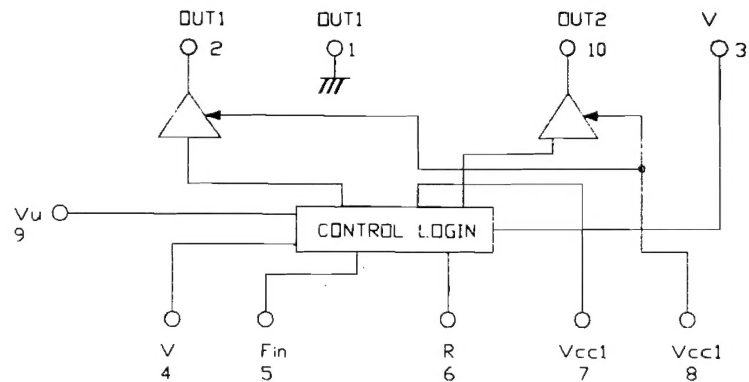 OUT1 OUT1 OUT2 V
2 1 10 3
Vu
9
CONTROL LOGIN
V Fin R Vcc1 Vcc1
4 5 6 7 8